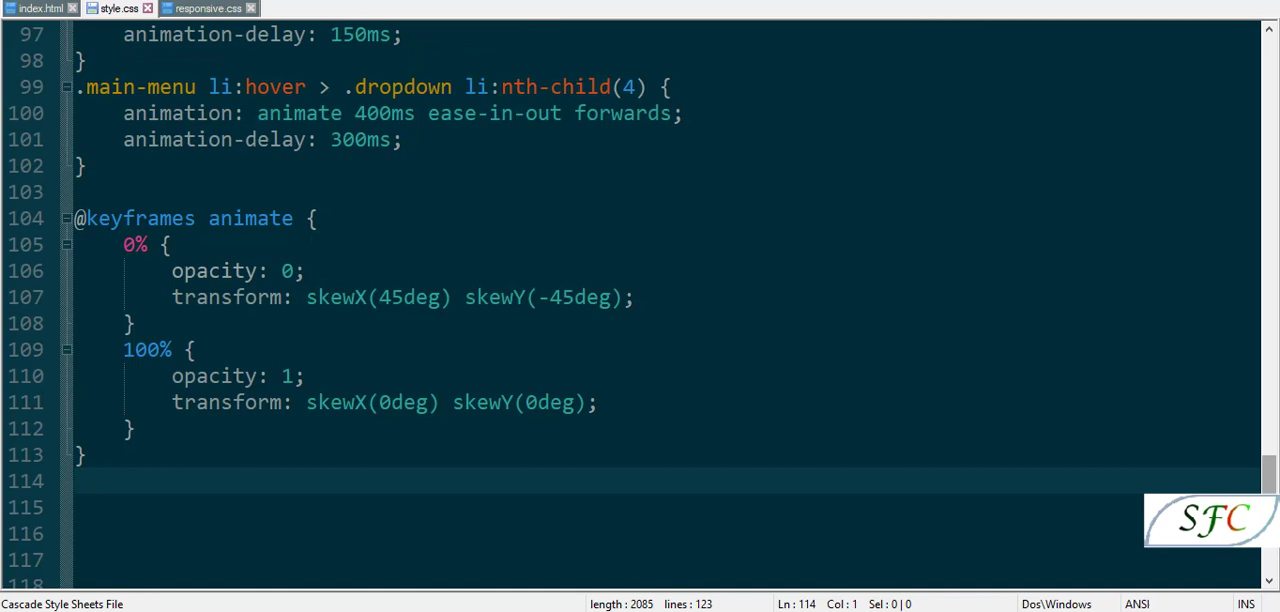 index.html style.css responsive.css
97 animation-delay: 150ms;
98 }
99 .main-menu li:hover > .dropdown li:nth-child(4) {
100 animation: animate 400ms ease-in-out forwards;
101 animation-delay: 300ms;
102 }
103
104 @keyframes animate {
105 0% {
106 opacity: 0;
107 transform: skewX(45deg) skewY(-45deg);
108 }
109 100% {
110 opacity: 1;
111 transform: skewX(0deg) skewY(0deg);
112 }
113 }
114
115
116
117
118
SFC
Cascade Style Sheets File length : 2085 lines : 123 Ln : 114 Col : 1 Sel : 0 | 0 Dos\Windows ANSI INS